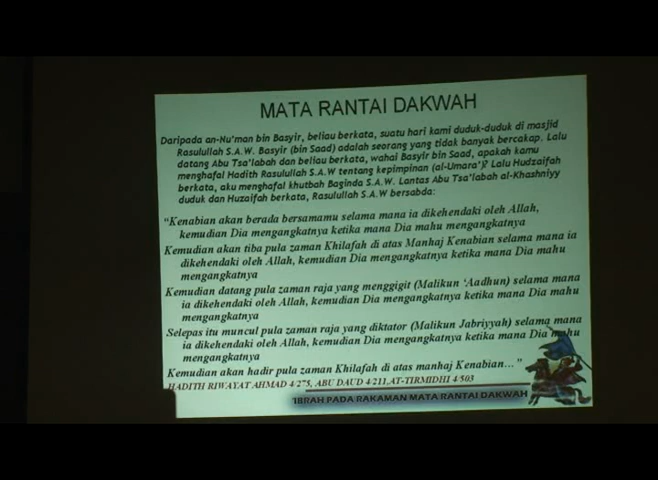 MATA RANTAI DAKWAH
Daripada an-Nu'man bin Basyir, beliau berkata, suatu hari kami duduk-duduk di masjid
Rasulullah S.A.W. Basyir (bin Saad) adalah seorang yang tidak banyak bercakap. Lalu
datang Abu Tsa'labah dan beliau berkata, wahai Basyir bin Saad, apakah kamu
menghafal Hadith Rasulullah S.A.W tentang kepimpinan (al-Umara')? Lalu Hudzaifah
berkata, aku menghafal khutbah Baginda S.A.W. Lantas Abu Tsa'labah al-Khashniyy
duduk dan Huzaifah berkata, Rasulullah S.A.W bersabda:
"Kenabian akan berada bersamamu selama mana ia dikehendaki oleh Allah,
kemudian Dia mengangkatnya ketika mana Dia mahu mengangkatnya
Kemudian akan tiba pula zaman Khilafah di atas Manhaj Kenabian selama mana ia
dikehendaki oleh Allah, kemudian Dia mengangkatnya ketika mana Dia mahu
mengangkatnya
Kemudian datang pula zaman raja yang menggigit (Malikun 'Aadhun) selama mana
ia dikehendaki oleh Allah, kemudian Dia mengangkatnya ketika mana Dia mahu
mengangkatnya
Selepas itu muncul pula zaman raja yang diktator (Malikun Jabriyyah) selama mana
ia dikehendaki oleh Allah, kemudian Dia mengangkatnya ketika mana Dia mahu
mengangkatnya
Kemudian akan hadir pula zaman Khilafah di atas manhaj Kenabian..."
HADITH RIWAYAT AHMAD 4/275, ABU DAUD 4/211,AT-TIRMIDHI 4/503
'IBRAH PADA RAKAMAN MATA RANTAI DAKWAH